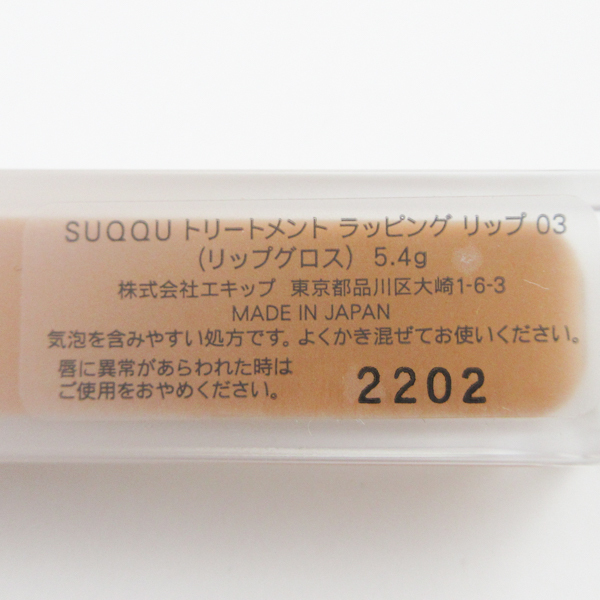 SUQQU トリートメント ラッピング リップ 03
(リップグロス) 5.4g
株式会社エキップ 東京都品川区大崎1-6-3
MADE IN JAPAN
気泡を含みやすい処方です。よくかき混ぜてお使いください。
唇に異常があらわれた時は
ご使用をおやめください。
2202